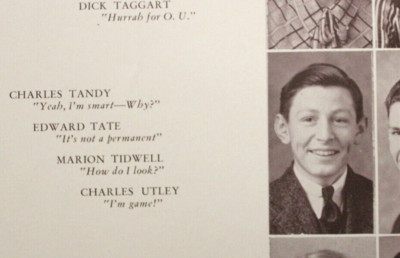 DICK TAGGART
"Hurrah for O. U."
CHARLES TANDY
"Yeah, i'm smart—Why?"
EDWARD TATE
"It's not a permanent"
MARION TIDWELL
"How do I look?"
CHARLES UTLEY
"I'm game!"